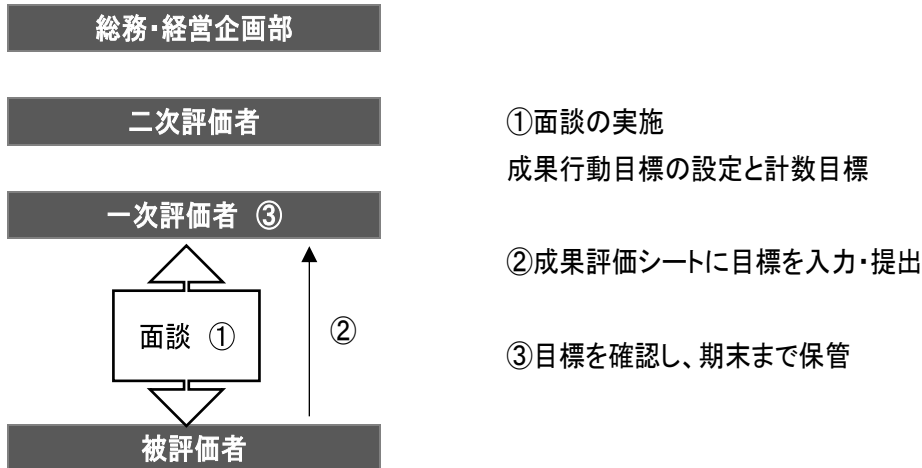 総務・経営企画部
二次評価者
一次評価者 ③
面談 ①
②
被評価者
①面談の実施
成果行動目標の設定と計数目標
②成果評価シートに目標を入力・提出
③目標を確認し、期末まで保管